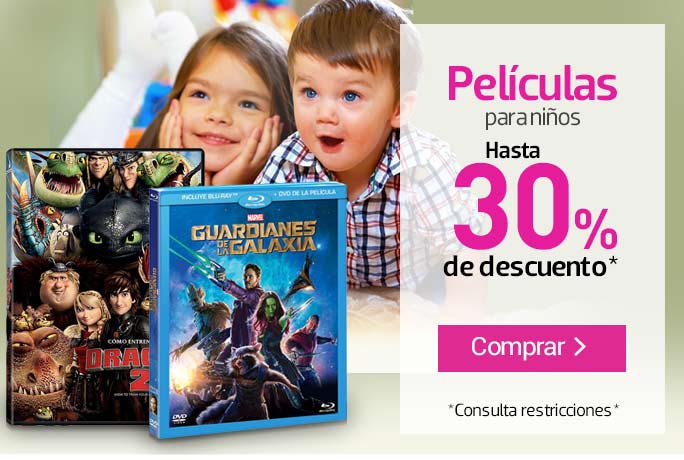 Películas
para niños
Hasta
30%
de descuento*
Comprar >
*Consulta restricciones*
INCLUYE BLU-RAY™
+ DVD DE LA PELÍCULA
MARVEL
GUARDIANES
DE LA GALAXIA
DVD
CÓMO ENTREN
DRAG
2